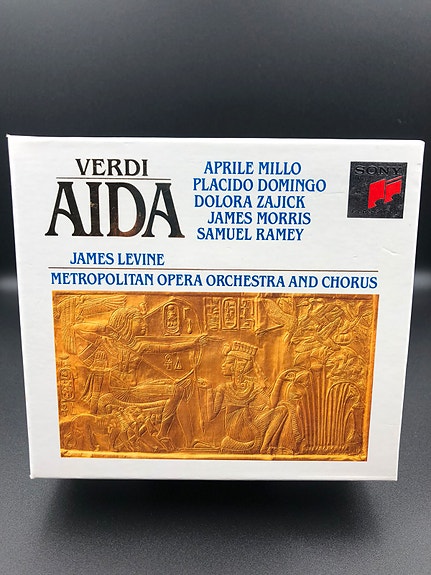 VERDI
AIDA
APRILE MILLO
PLACIDO DOMINGO
DOLORA ZAJICK
JAMES MORRIS
SAMUEL RAMEY
SONY
JAMES LEVINE
METROPOLITAN OPERA ORCHESTRA AND CHORUS